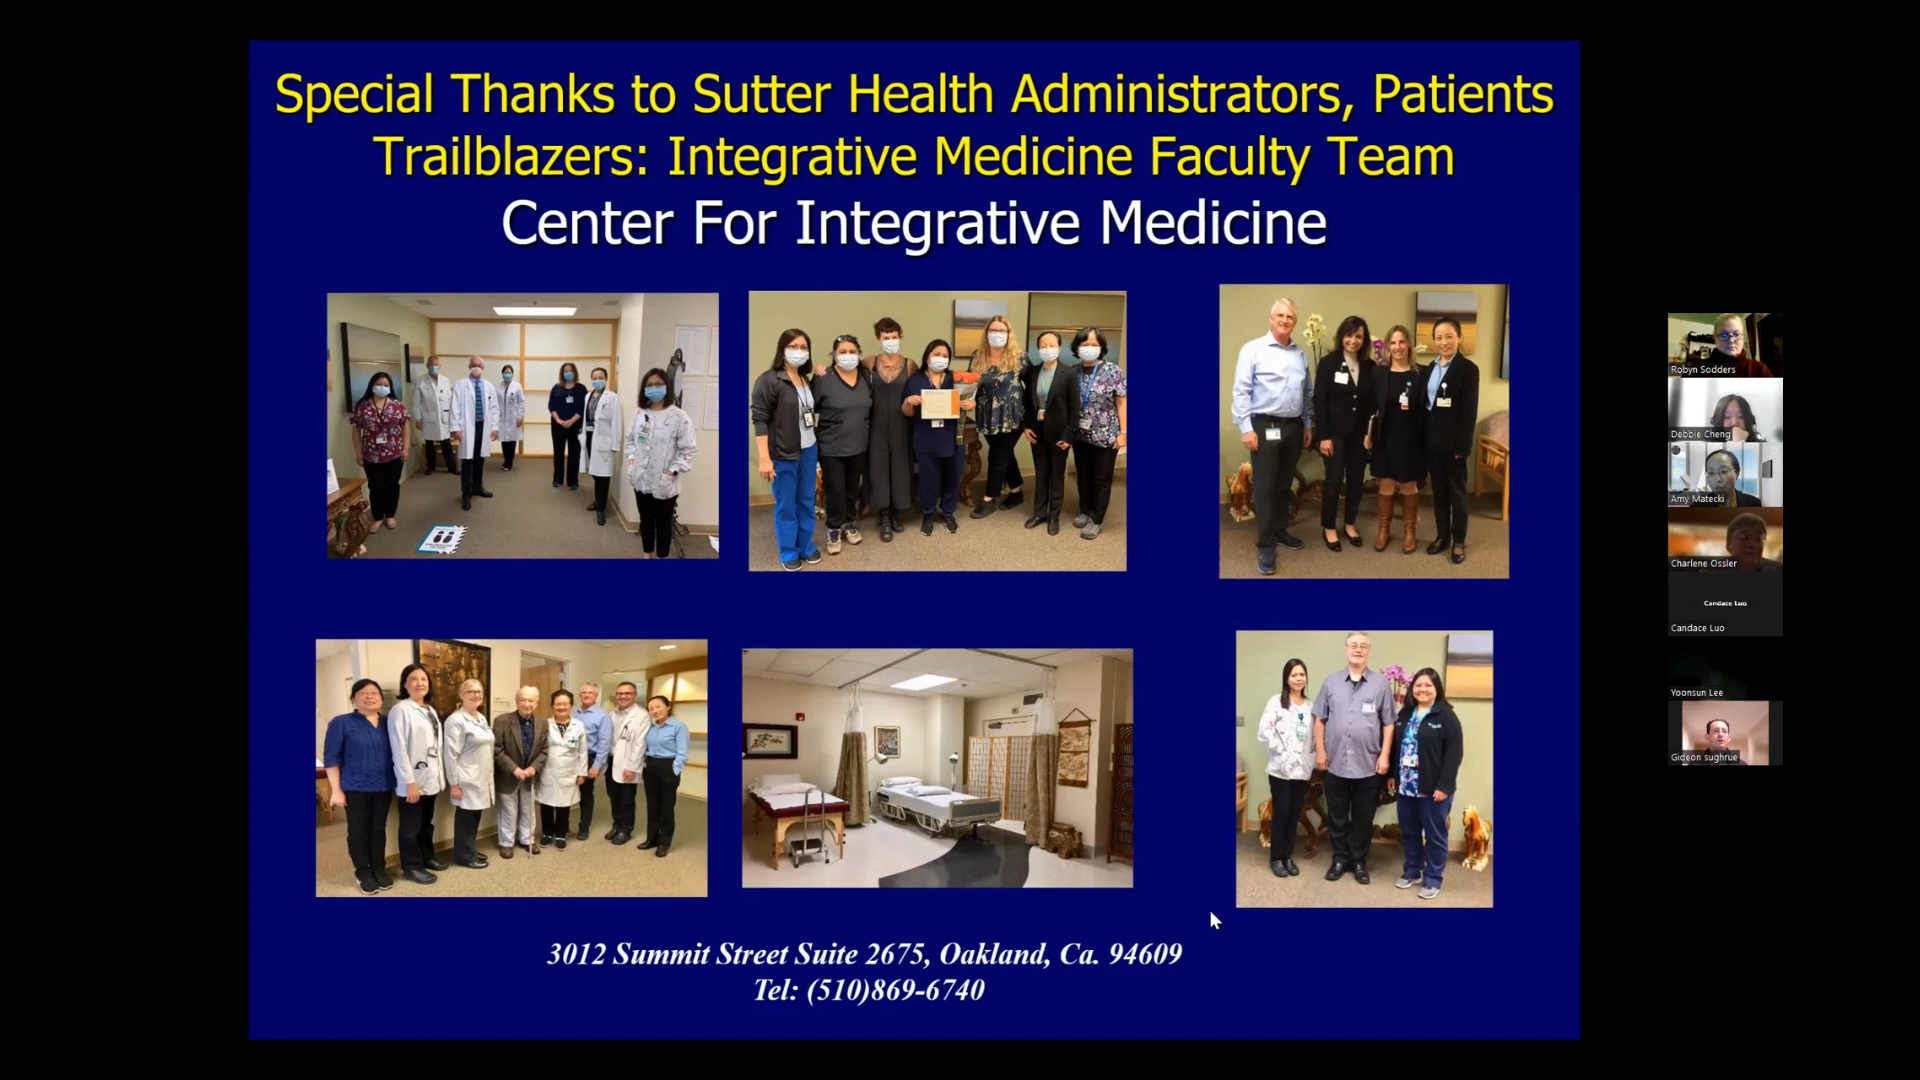 Special Thanks to Sutter Health Administrators, Patients
Trailblazers: Integrative Medicine Faculty Team
Center For Integrative Medicine
3012 Summit Street Suite 2675, Oakland, Ca. 94609
Tel: (510)869-6740
Robyn Sodders
Debbie Cheng
Amy Matecki
Charlene Ossler
Candace Luo
Candace Luo
Yoonsun Lee
Gideon sughrue